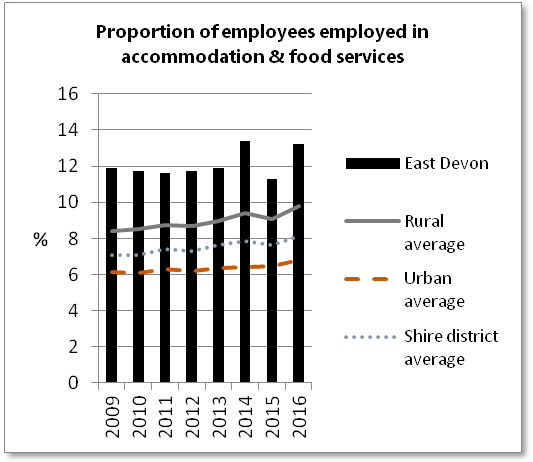 Proportion of employees employed in
accommodation & food services
16
14
12
10
8
6
4
2
0
%
2009
2010
2011
2012
2013
2014
2015
2016
East Devon
Rural
average
Urban
average
Shire district
average